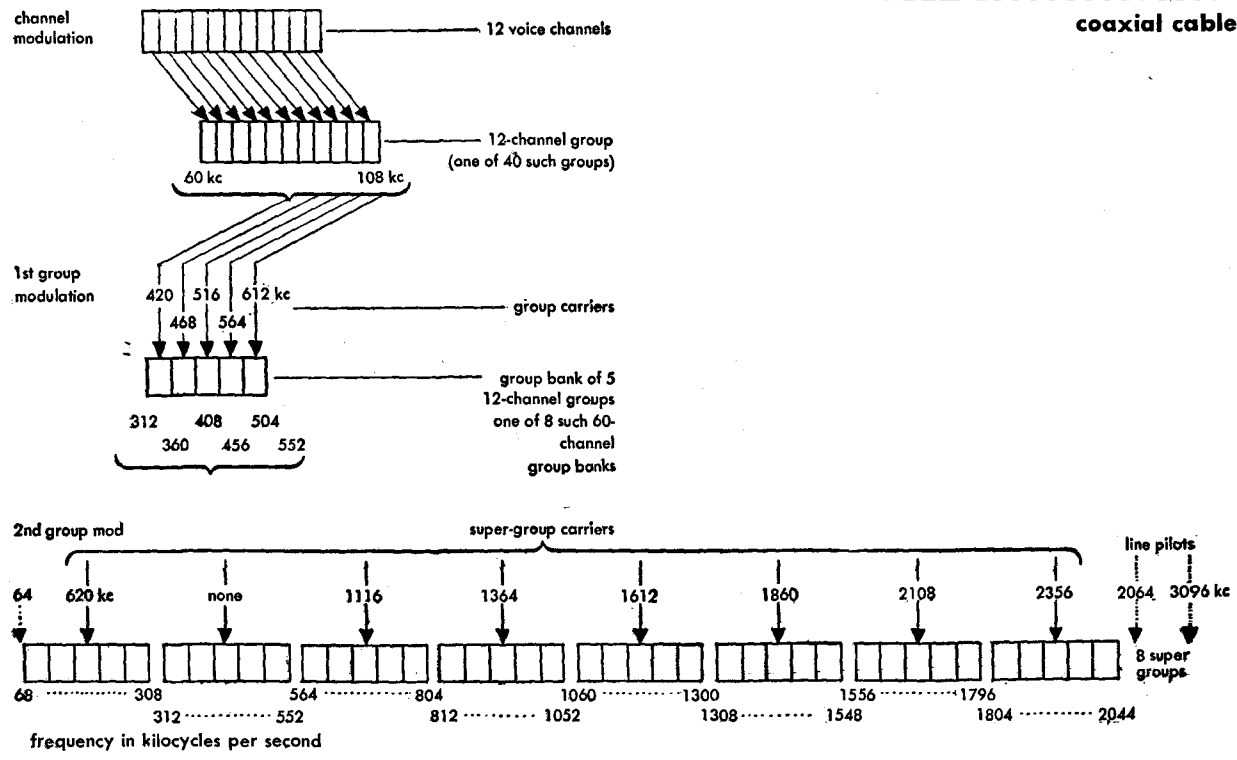 coaxial cable
channel
modulation
12 voice channels
12-channel group
(one of 40 such groups)
60 kc 108 kc
1st group
modulation
420 516 612 kc
468 564
group carriers
group bank of 5
12-channel groups
one of 8 such 60-
channel
group banks
312 408 504
360 456 552
2nd group mod
super-group carriers
line pilots
64 620 kc none 1116 1364 1612 1860 2108 2356 2064 3096 kc
8 super
groups
68 308 564 804 1060 1300 1556 1796
312 552 812 1052 1308 1548 1804 2044
frequency in kilocycles per second